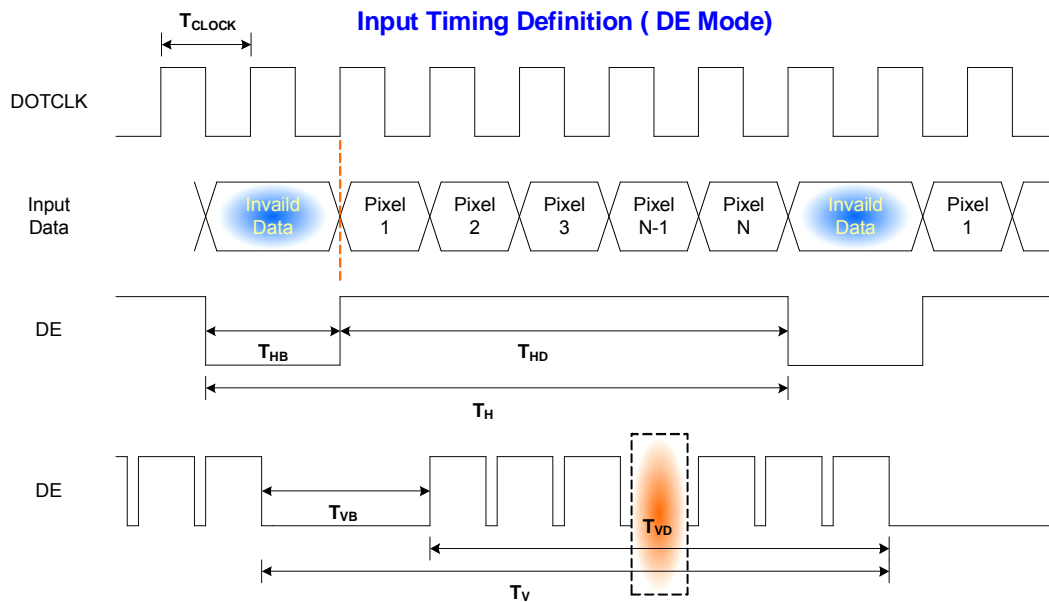 Input Timing Definition ( DE Mode)
TCLOCK
DOTCLK
Input
Data
Invaild
Data
Pixel
1
Pixel
2
Pixel
3
Pixel
N-1
Pixel
N
Invaild
Data
Pixel
1
DE
THB
THD
TH
DE
TVB
TVD
TV